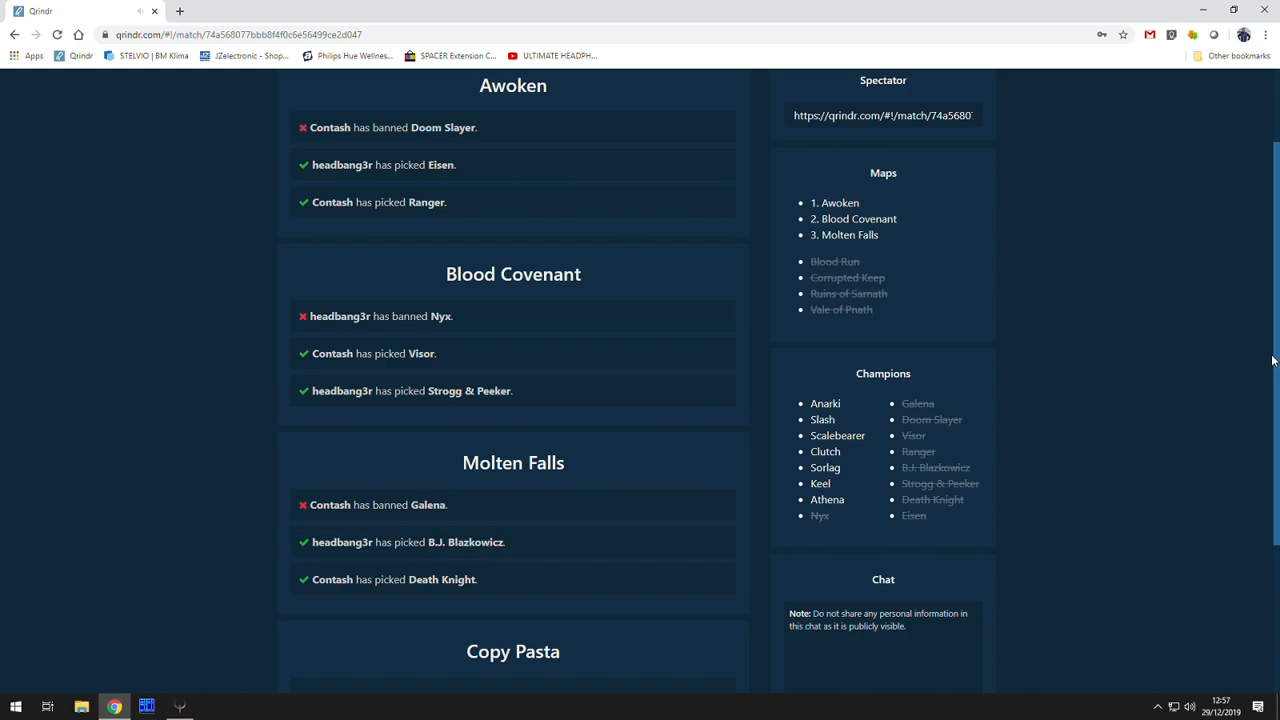 Qrindr
qrindr.com/#!/match/74a568077bbb8f4f0c6e56499ce2d047
Apps Qrindr STELVIO | BM Klima JZelectronic - Shop... Philips Hue Wellnes... SPACER Extension C... ULTIMATE HEADPH... Other bookmarks
Awoken
Contash has banned Doom Slayer.
headbang3r has picked Eisen.
Contash has picked Ranger.
Blood Covenant
headbang3r has banned Nyx.
Contash has picked Visor.
headbang3r has picked Strogg & Peeker.
Molten Falls
Contash has banned Galena.
headbang3r has picked B.J. Blazkowicz.
Contash has picked Death Knight.
Copy Pasta
Spectator
https://qrindr.com/#!/match/74a5680
Maps
1. Awoken
2. Blood Covenant
3. Molten Falls
Blood Run
Corrupted Keep
Ruins of Sarnath
Vale of Pnath
Champions
Anarki
Slash
Scalebearer
Clutch
Sorlag
Keel
Athena
Nyx
Galena
Doom Slayer
Visor
Ranger
B.J. Blazkowicz
Strogg & Peeker
Death Knight
Eisen
Chat
Note: Do not share any personal information in
this chat as it is publicly visible.
12:57
29/12/2019